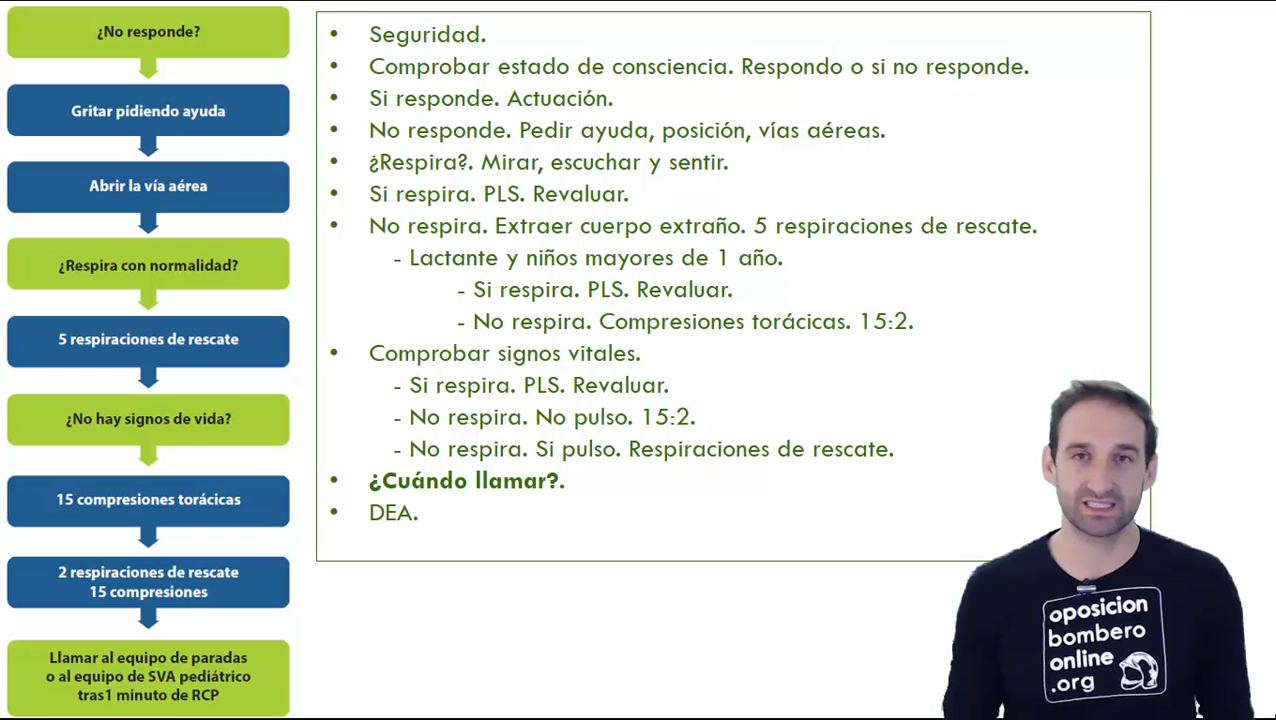 ¿No responde?
Gritar pidiendo ayuda
Abrir la vía aérea
¿Respira con normalidad?
5 respiraciones de rescate
¿No hay signos de vida?
15 compresiones torácicas
2 respiraciones de rescate
15 compresiones
Llamar al equipo de paradas
o al equipo de SVA pediátrico
tras1 minuto de RCP
• Seguridad.
• Comprobar estado de consciencia. Respondo o si no responde.
• Si responde. Actuación.
• No responde. Pedir ayuda, posición, vías aéreas.
• ¿Respira?. Mirar, escuchar y sentir.
• Si respira. PLS. Revaluar.
• No respira. Extraer cuerpo extraño. 5 respiraciones de rescate.
- Lactante y niños mayores de 1 año.
- Si respira. PLS. Revaluar.
- No respira. Compresiones torácicas. 15:2.
• Comprobar signos vitales.
- Si respira. PLS. Revaluar.
- No respira. No pulso. 15:2.
- No respira. Si pulso. Respiraciones de rescate.
• ¿Cuándo llamar?.
• DEA.
oposicion
bombero
online
.org